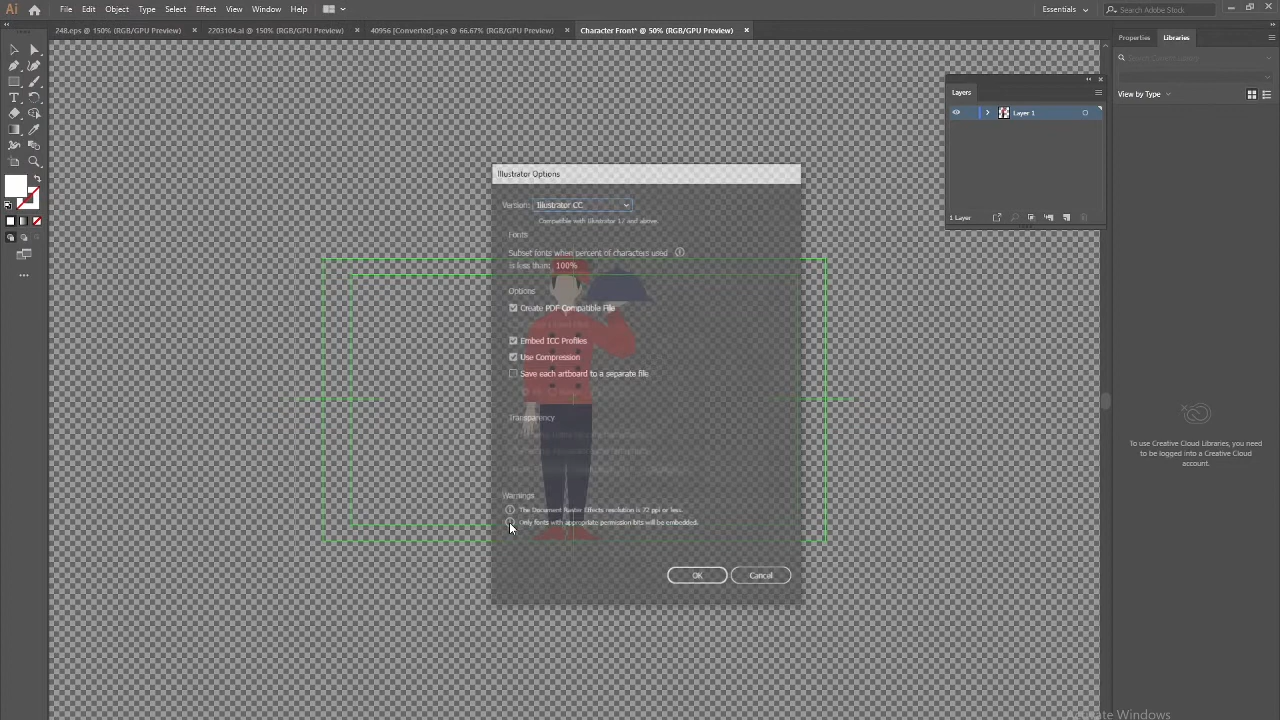 Ai File Edit Object Type Select Effect View Window Help Essentials Search Adobe Stock
248.eps @ 150% (RGB/GPU Preview) 2203104.ai @ 150% (RGB/GPU Preview) 40956 [Converted].eps @ 66.67% (RGB/GPU Preview) Character Front* @ 50% (RGB/GPU Preview)
Properties Libraries
View by Type
Layers
Layer 1
1 Layer
Illustrator Options
Version: Illustrator CC
Compatible with Illustrator 17 and above.
Fonts
Subset fonts when percent of characters used
is less than: 100%
Options
Create PDF Compatible File
Embed ICC Profiles
Use Compression
Save each artboard to a separate file
Transparency
Warnings
The Document Raster Effects resolution is 72 ppi or less.
Only fonts with appropriate permission bits will be embedded.
OK Cancel
To use Creative Cloud Libraries, you need
to be logged into a Creative Cloud
account.
Activate Windows